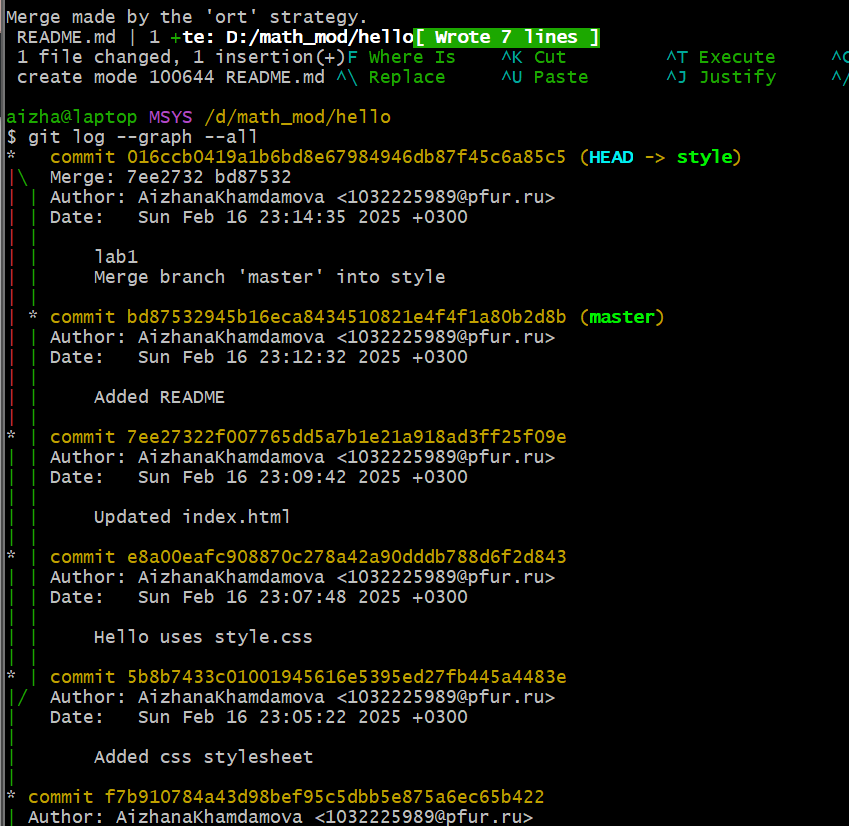 Merge made by the 'ort' strategy.
 README.md | 1 +te: D:/math_mod/hello[ Wrote 7 lines ]
 1 file changed, 1 insertion(+)F Where Is    ^K Cut          ^T Execute     ^C
 create mode 100644 README.md ^\ Replace     ^U Paste        ^J Justify     ^/

aizha@laptop MSYS /d/math_mod/hello
$ git log --graph --all
*   commit 016ccb0419a1b6bd8e67984946db87f45c6a85c5 (HEAD -> style)
|\  Merge: 7ee2732 bd87532
| | Author: AizhanaKhamdamova <1032225989@pfur.ru>
| | Date:   Sun Feb 16 23:14:35 2025 +0300
| |
| |     lab1
| |     Merge branch 'master' into style
| |
| * commit bd87532945b16eca8434510821e4f4f1a80b2d8b (master)
| | Author: AizhanaKhamdamova <1032225989@pfur.ru>
| | Date:   Sun Feb 16 23:12:32 2025 +0300
| |
| |     Added README
| |
* | commit 7ee27322f007765dd5a7b1e21a918ad3ff25f09e
| | Author: AizhanaKhamdamova <1032225989@pfur.ru>
| | Date:   Sun Feb 16 23:09:42 2025 +0300
| |
| |     Updated index.html
| |
* | commit e8a00eafc908870c278a42a90dddb788d6f2d843
| | Author: AizhanaKhamdamova <1032225989@pfur.ru>
| | Date:   Sun Feb 16 23:07:48 2025 +0300
| |
| |     Hello uses style.css
| |
* | commit 5b8b7433c01001945616e5395ed27fb445a4483e
|/  Author: AizhanaKhamdamova <1032225989@pfur.ru>
|   Date:   Sun Feb 16 23:05:22 2025 +0300
|
|       Added css stylesheet
|
* commit f7b910784a43d98bef95c5dbb5e875a6ec65b422
| Author: AizhanaKhamdamova <1032225989@pfur.ru>